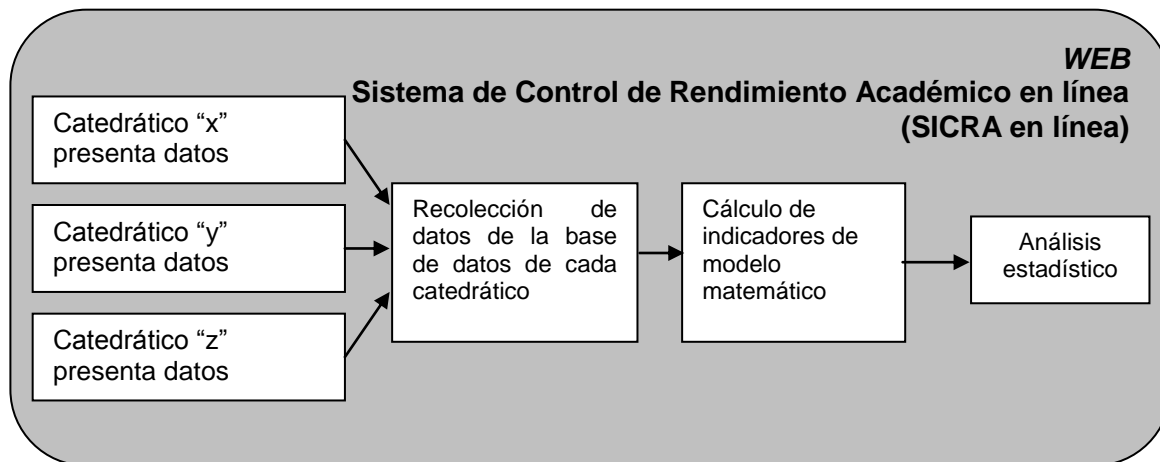 WEB
Sistema de Control de Rendimiento Académico en línea
(SICRA en línea)
Catedrático “x”
presenta datos
Catedrático “y”
presenta datos
Catedrático “z”
presenta datos
Recolección de
datos de la base
de datos de cada
catedrático
Cálculo de
indicadores de
modelo
matemático
Análisis
estadístico